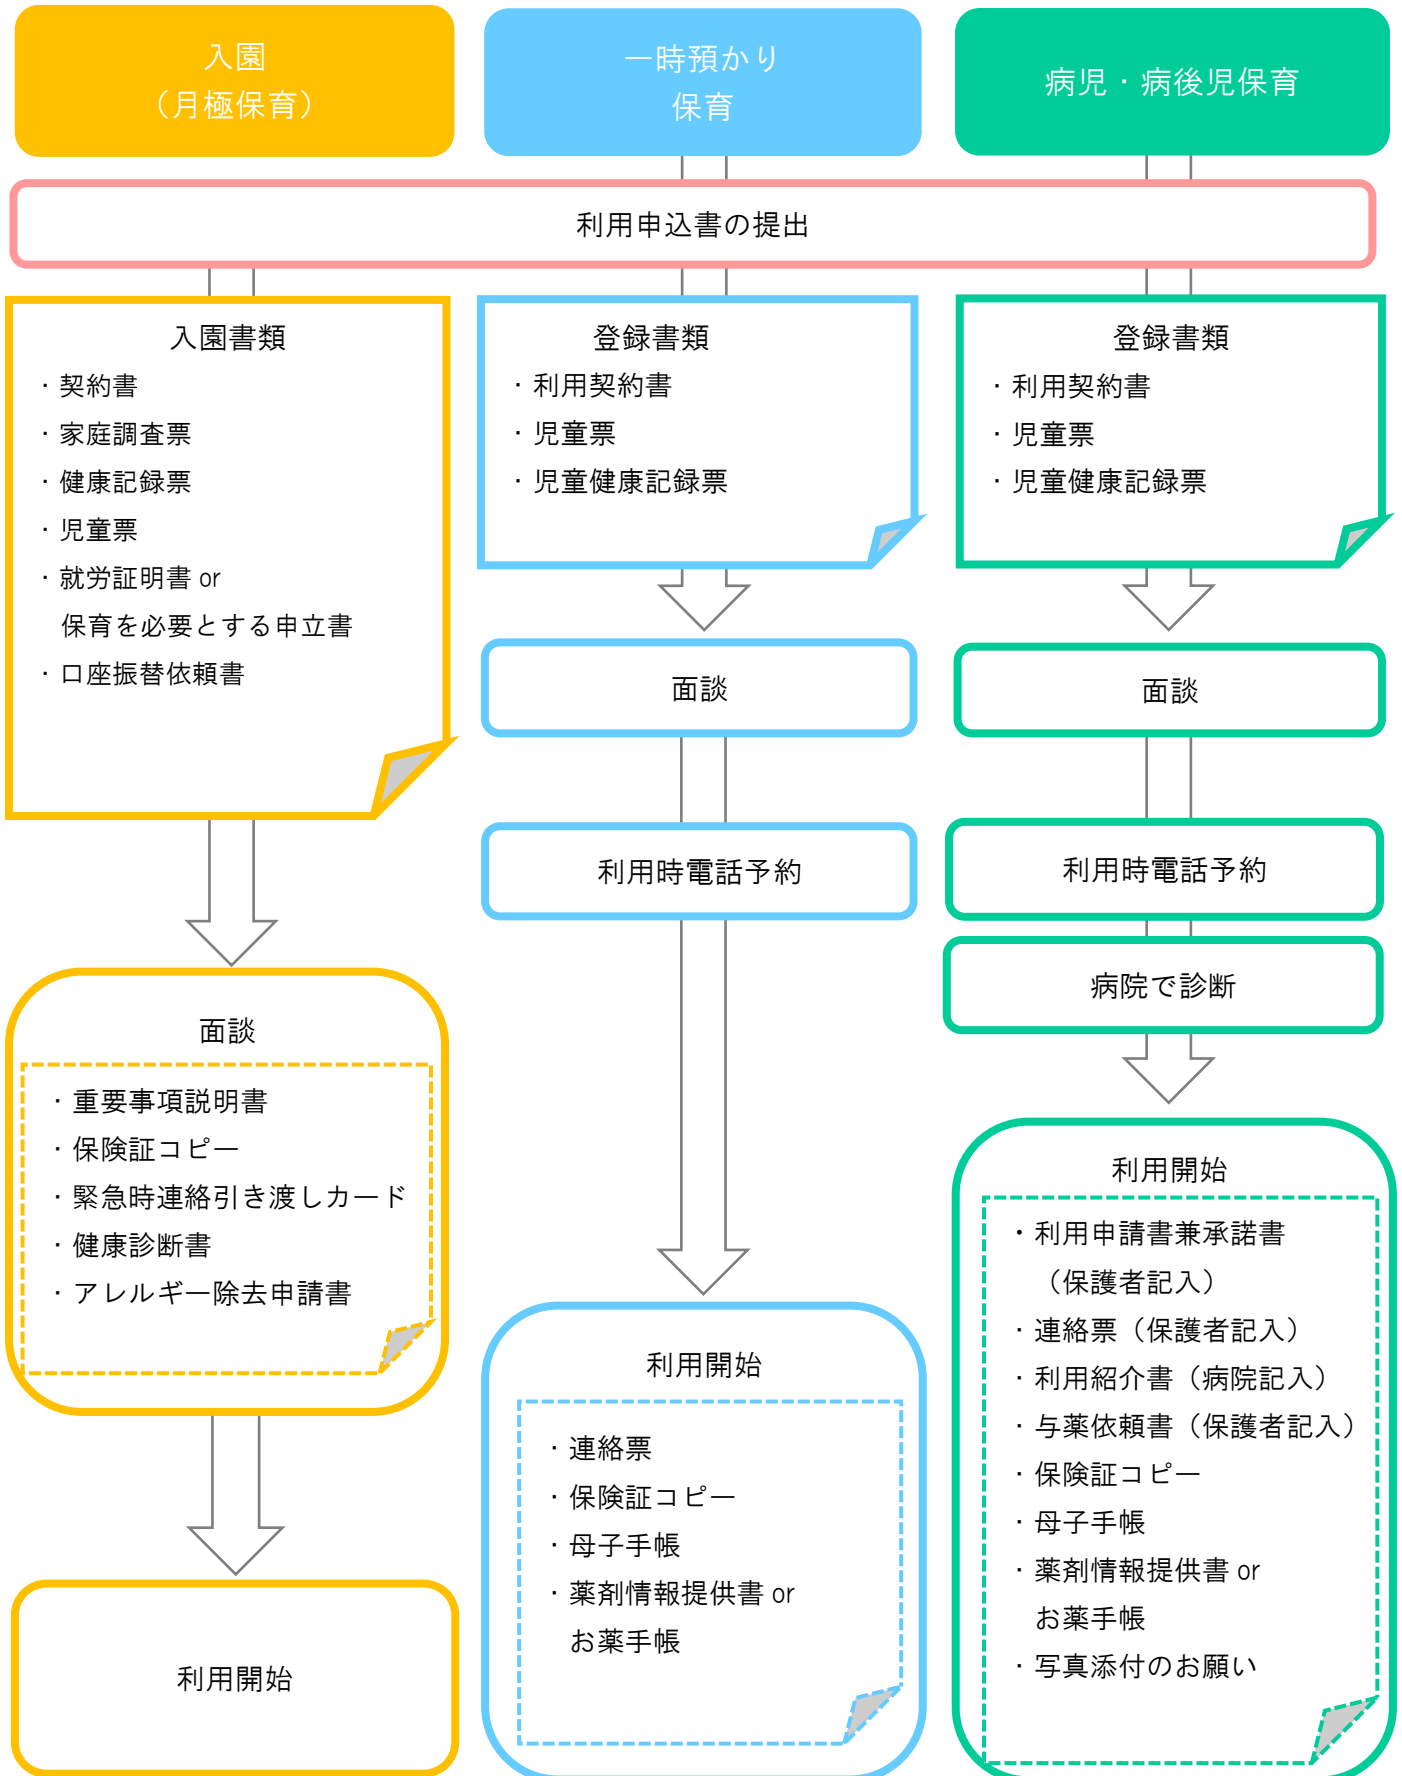 入園
（月極保育）
一時預かり
保育
病児・病後児保育
利用申込書の提出
入園書類
・契約書
・家庭調査票
・健康記録票
・児童票
・就労証明書 or
保育を必要とする申立書
・口座振替依頼書
面談
・重要事項説明書
・保険証コピー
・緊急時連絡引き渡しカード
・健康診断書
・アレルギー除去申請書
利用開始
登録書類
・利用契約書
・児童票
・児童健康記録票
面談
利用時電話予約
利用開始
・連絡票
・保険証コピー
・母子手帳
・薬剤情報提供書 or
お薬手帳
登録書類
・利用契約書
・児童票
・児童健康記録票
面談
利用時電話予約
病院で診断
利用開始
・利用申請書兼承諾書
（保護者記入）
・連絡票（保護者記入）
・利用紹介書（病院記入）
・与薬依頼書（保護者記入）
・保険証コピー
・母子手帳
・薬剤情報提供書 or
お薬手帳
・写真添付のお願い